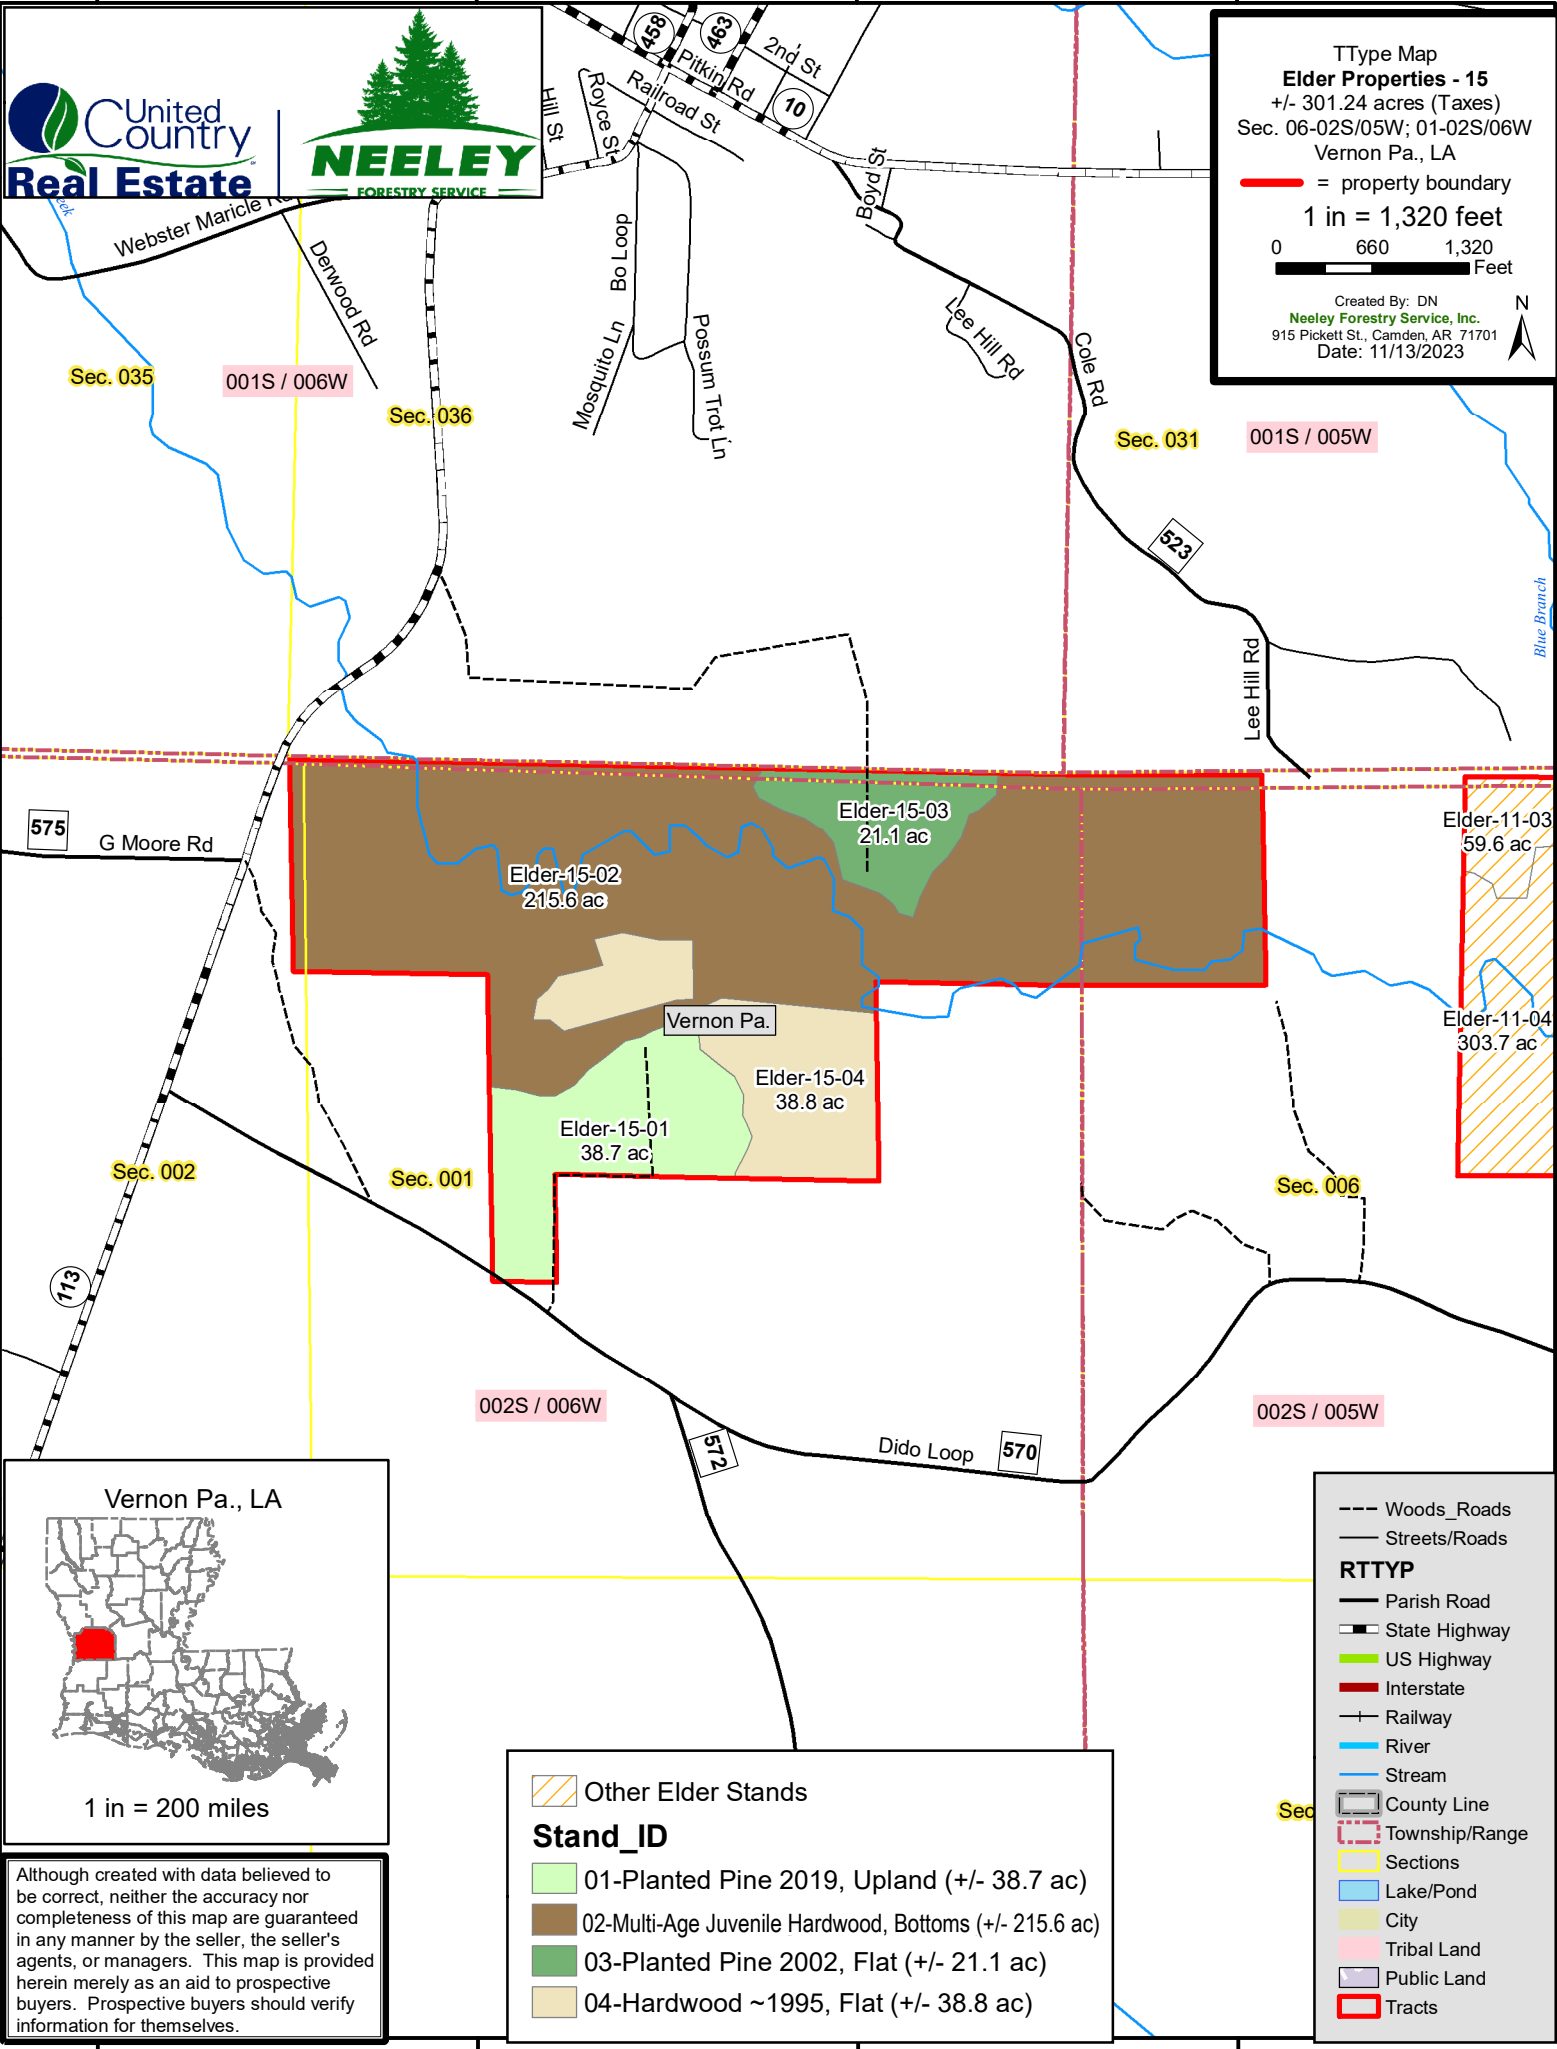 United
Country
Real Estate
NEELEY
FORESTRY SERVICE
TType Map
Elder Properties - 15
+/- 301.24 acres (Taxes)
Sec. 06-02S/05W; 01-02S/06W
Vernon Pa., LA
= property boundary
1 in = 1,320 feet
0 660 1,320
Feet
Created By: DN
Neeley Forestry Service, Inc.
915 Pickett St., Camden, AR 71701
Date: 11/13/2023
N
458
463
2nd St
Pitkin Rd
10
Railroad St
Royce St
Hill St
Boyd St
Webster Maricle Rd
Derwood Rd
Bo Loop
Mosquito Ln
Possum Trot Ln
Lee Hill Rd
Cole Rd
Sec. 035
001S / 006W
Sec. 036
Sec. 031
001S / 005W
523
Blue Branch
Lee Hill Rd
575
G Moore Rd
Elder-15-03
21.1 ac
Elder-11-03
59.6 ac
Elder-15-02
215.6 ac
Vernon Pa.
Elder-11-04
303.7 ac
Elder-15-04
38.8 ac
Elder-15-01
38.7 ac
Sec. 002
Sec. 001
Sec. 006
113
002S / 006W
002S / 005W
572
Dido Loop
570
Vernon Pa., LA
1 in = 200 miles
Although created with data believed to
be correct, neither the accuracy nor
completeness of this map are guaranteed
in any manner by the seller, the seller's
agents, or managers. This map is provided
herein merely as an aid to prospective
buyers. Prospective buyers should verify
information for themselves.
Other Elder Stands
Stand_ID
01-Planted Pine 2019, Upland (+/- 38.7 ac)
02-Multi-Age Juvenile Hardwood, Bottoms (+/- 215.6 ac)
03-Planted Pine 2002, Flat (+/- 21.1 ac)
04-Hardwood ~1995, Flat (+/- 38.8 ac)
Sec
Woods_Roads
Streets/Roads
RTTYP
Parish Road
State Highway
US Highway
Interstate
Railway
River
Stream
County Line
Township/Range
Sections
Lake/Pond
City
Tribal Land
Public Land
Tracts